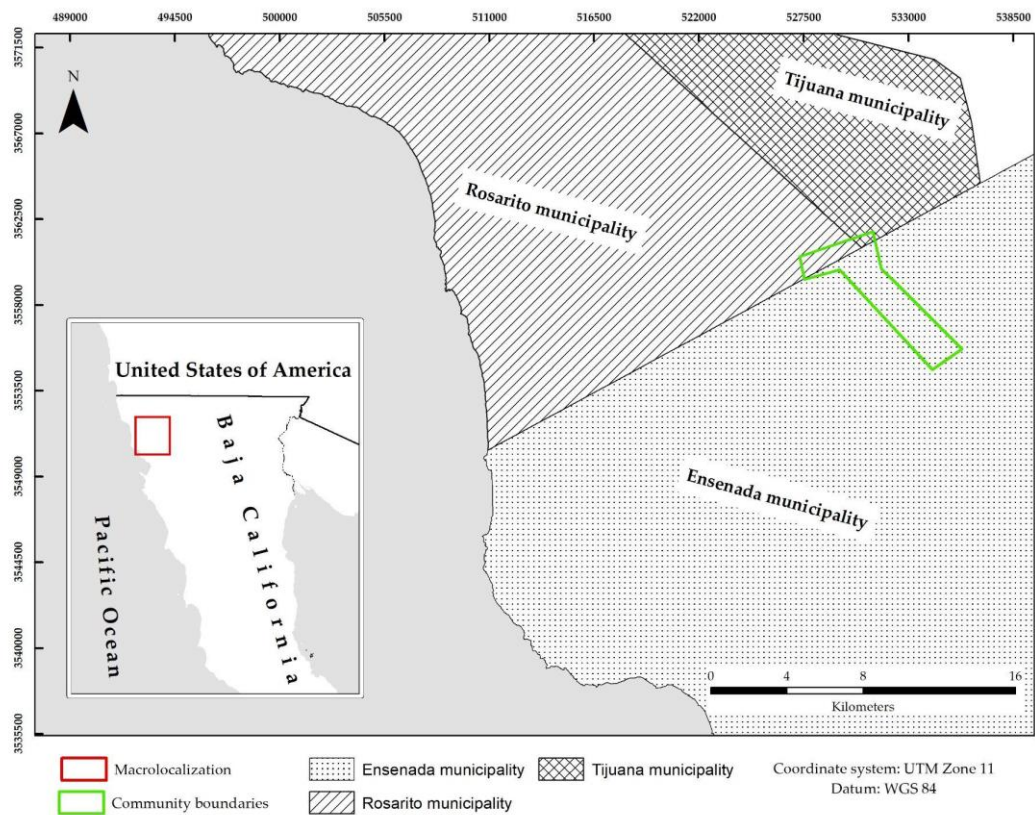 489000 494500 500000 505500 511000 516500 522000 527500 533000 538500
3571500
3567000
3562500
3558000
3553500
3549000
3544500
3540000
3535500
N
Tijuana municipality
Rosarito municipality
Ensenada municipality
United States of America
Baja California
Pacific Ocean
0 4 8 16
Kilometers
Macrolocalization
Community boundaries
Ensenada municipality
Rosarito municipality
Tijuana municipality
Coordinate system: UTM Zone 11
Datum: WGS 84